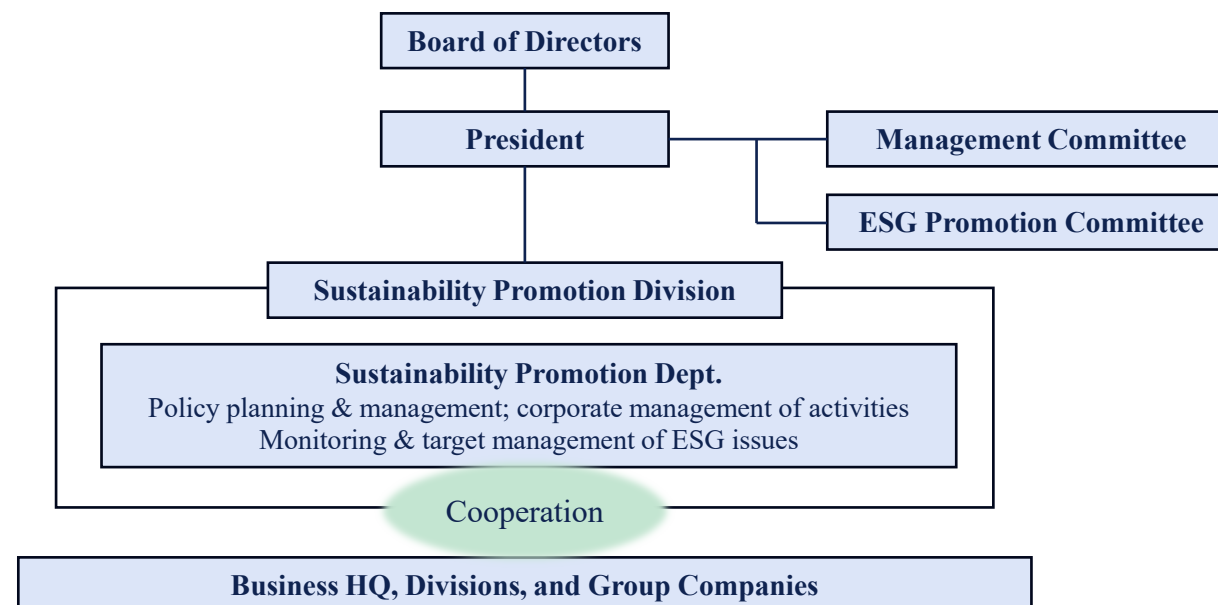 Board of Directors
President
Management Committee
ESG Promotion Committee
Sustainability Promotion Division
Sustainability Promotion Dept.
Policy planning & management; corporate management of activities
Monitoring & target management of ESG issues
Cooperation
Business HQ, Divisions, and Group Companies